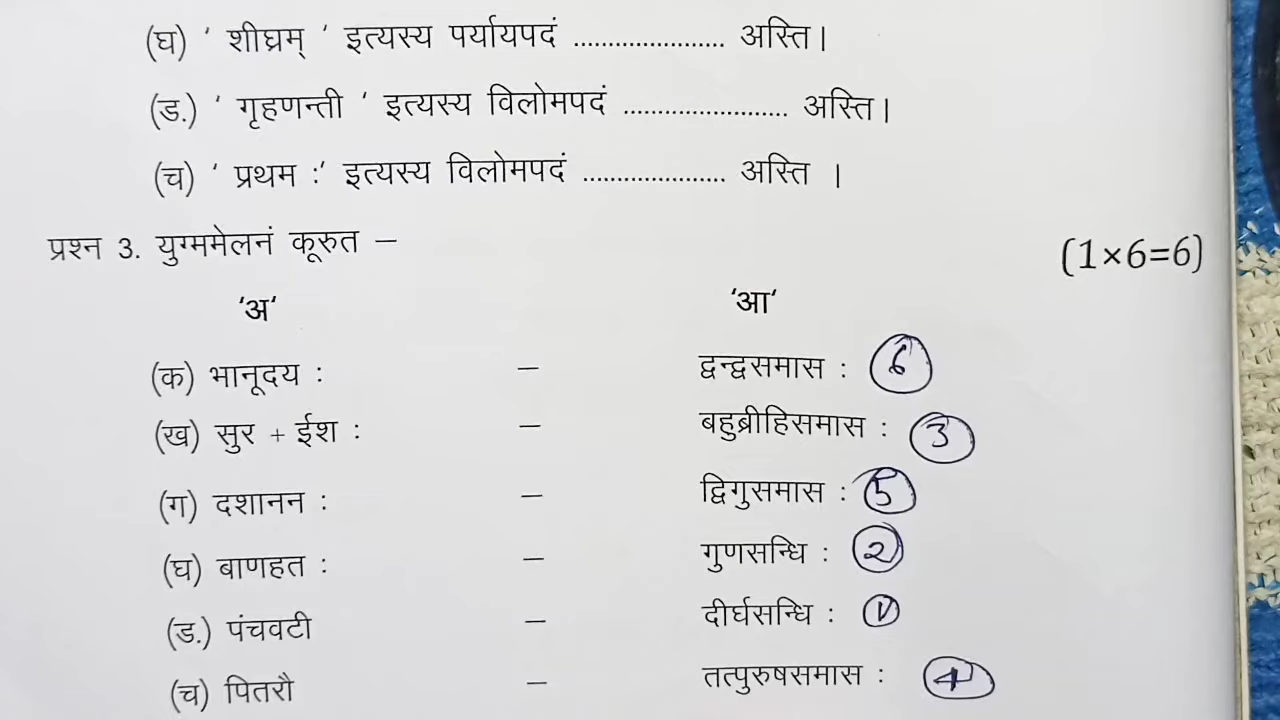 (घ) ' शीघ्रम् ' इत्यस्य पर्यायपदं ...................... अस्ति।
(ड.) ' गृहणन्ती ' इत्यस्य विलोमपदं ........................ अस्ति।
(च) ' प्रथम :' इत्यस्य विलोमपदं ..................... अस्ति ।
प्रश्न 3. युग्ममेलनं कूरुत – (1×6=6)
'अ' 'आ'
(क) भानूदय : – द्वन्द्वसमास : 6
(ख) सुर + ईश : – बहुब्रीहिसमास : 3
(ग) दशानन : – द्विगुसमास : 5
(घ) बाणहत : – गुणसन्धि : 2
(ड.) पंचवटी – दीर्घसन्धि : 1
(च) पितरौ – तत्पुरुषसमास : 4